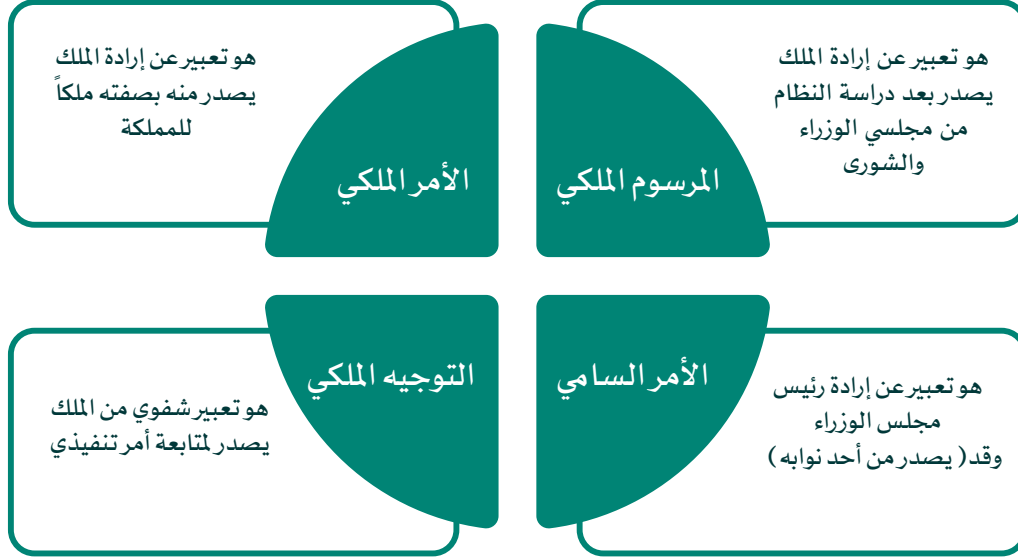 المرسوم الملكي
هو تعبير عن إرادة الملك
يصدر بعد دراسة النظام
من مجلسي الوزراء
والشورى
الأمر الملكي
هو تعبير عن إرادة الملك
يصدر منه بصفته ملكاً
للمملكة
الأمر السامي
هو تعبير عن إرادة رئيس
مجلس الوزراء
وقد( يصدر من أحد نوابه )
التوجيه الملكي
هو تعبير شفوي من الملك
يصدر لمتابعة أمر تنفيذي